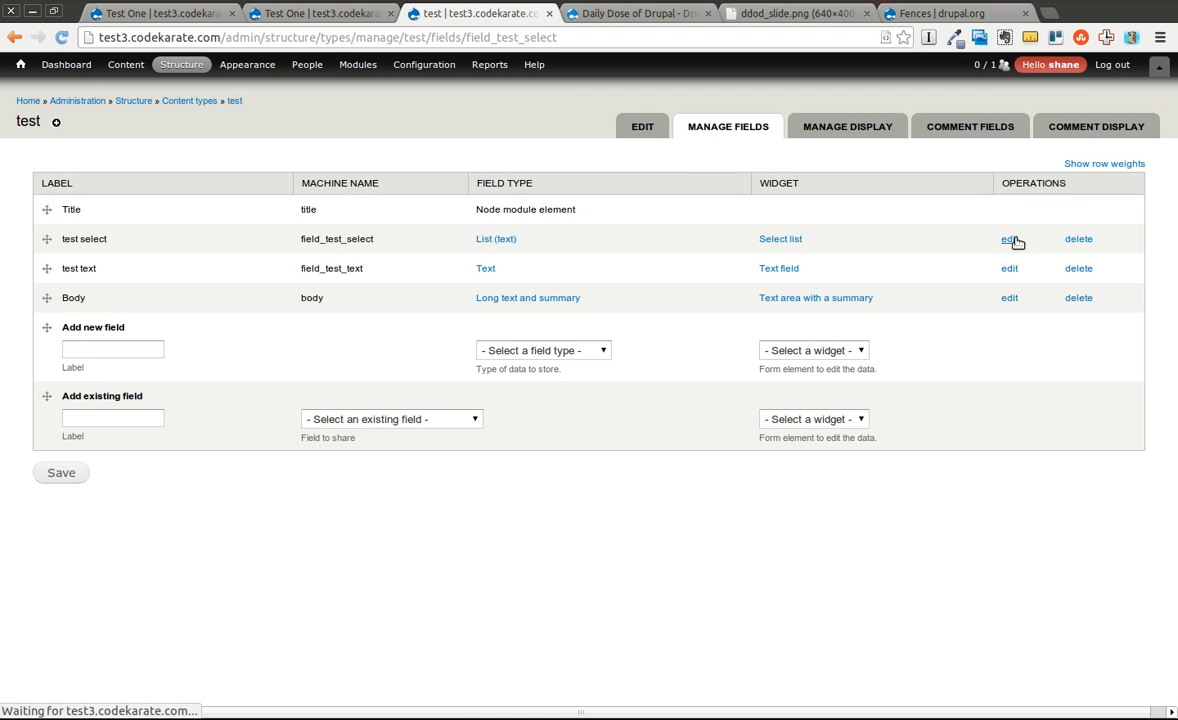 Test One | test3.codekara Test One | test3.codekara test | test3.codekarate.co Daily Dose of Drupal - Dr ddod_slide.png (640×400 Fences | drupal.org
test3.codekarate.com/admin/structure/types/manage/test/fields/field_test_select
Dashboard Content Structure Appearance People Modules Configuration Reports Help 0 / 1 Hello shane Log out
Home » Administration » Structure » Content types » test
test EDIT MANAGE FIELDS MANAGE DISPLAY COMMENT FIELDS COMMENT DISPLAY
Show row weights
LABEL MACHINE NAME FIELD TYPE WIDGET OPERATIONS
Title title Node module element
test select field_test_select List (text) Select list edit delete
test text field_test_text Text Text field edit delete
Body body Long text and summary Text area with a summary edit delete
Add new field
- Select a field type - - Select a widget -
Label Type of data to store. Form element to edit the data.
Add existing field
- Select an existing field - - Select a widget -
Label Field to share Form element to edit the data.
Save
Waiting for test3.codekarate.com...